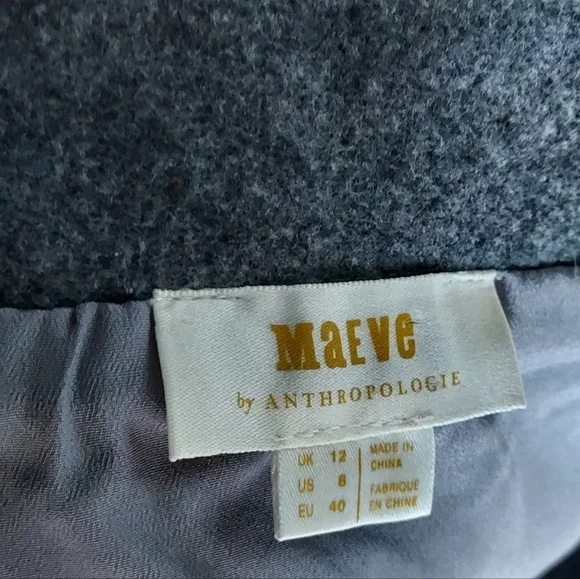 MaEVe
by ANTHROPOLOGIE
UK 12
US 8
EU 40
MADE IN
CHINA
FABRIQUE
EN CHINE